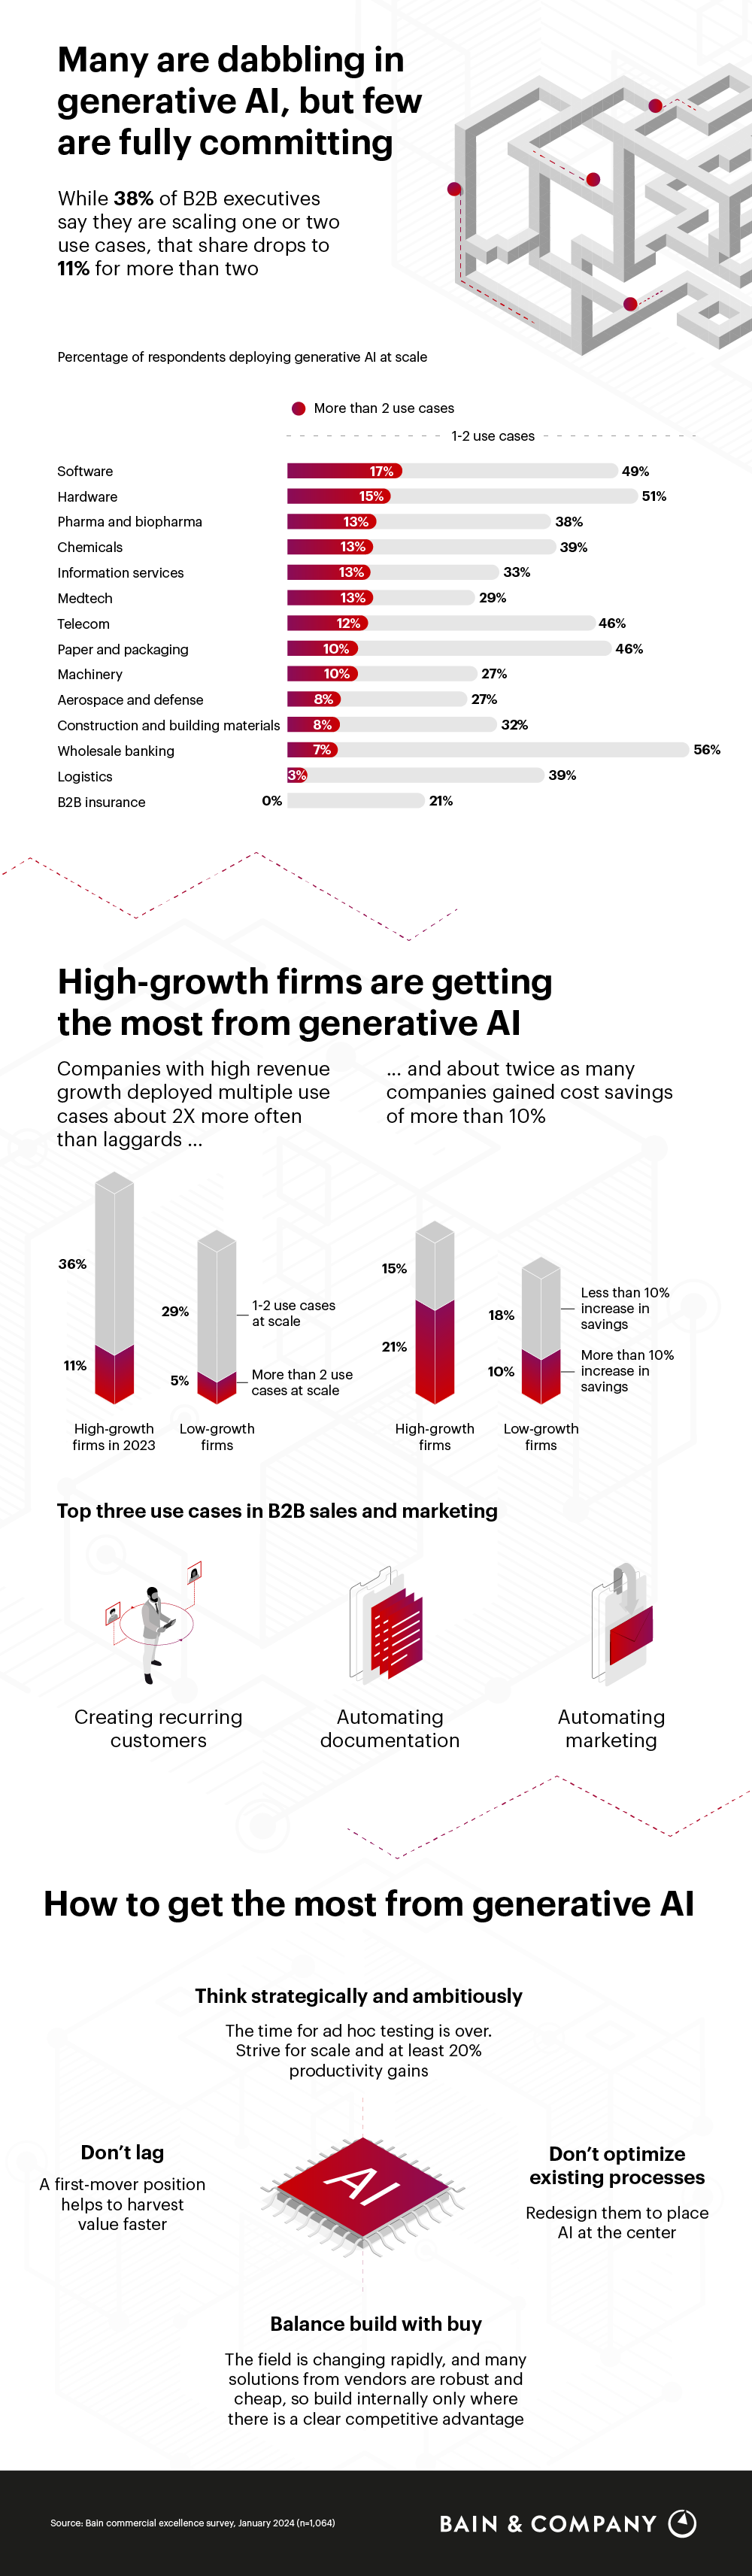 Many are dabbling in
generative AI, but few
are fully committing
While 38% of B2B executives
say they are scaling one or two
use cases, that share drops to
11% for more than two
Percentage of respondents deploying generative AI at scale
More than 2 use cases
1-2 use cases
Software 17% 49%
Hardware 15% 51%
Pharma and biopharma 13% 38%
Chemicals 13% 39%
Information services 13% 33%
Medtech 13% 29%
Telecom 12% 46%
Paper and packaging 10% 46%
Machinery 10% 27%
Aerospace and defense 8% 27%
Construction and building materials 8% 32%
Wholesale banking 7% 56%
Logistics 3% 39%
B2B insurance 0% 21%
High-growth firms are getting
the most from generative AI
Companies with high revenue
growth deployed multiple use
cases about 2X more often
than laggards ...
36%
11%
High-growth
firms in 2023
29%
5%
Low-growth
firms
1-2 use cases
at scale
More than 2 use
cases at scale
... and about twice as many
companies gained cost savings
of more than 10%
15%
21%
High-growth
firms
18%
10%
Low-growth
firms
Less than 10%
increase in
savings
More than 10%
increase in
savings
Top three use cases in B2B sales and marketing
Creating recurring
customers
Automating
documentation
Automating
marketing
How to get the most from generative AI
Think strategically and ambitiously
The time for ad hoc testing is over.
Strive for scale and at least 20%
productivity gains
Don’t lag
A first-mover position
helps to harvest
value faster
AI
Don’t optimize
existing processes
Redesign them to place
AI at the center
Balance build with buy
The field is changing rapidly, and many
solutions from vendors are robust and
cheap, so build internally only where
there is a clear competitive advantage
Source: Bain commercial excellence survey, January 2024 (n=1,064)
BAIN & COMPANY